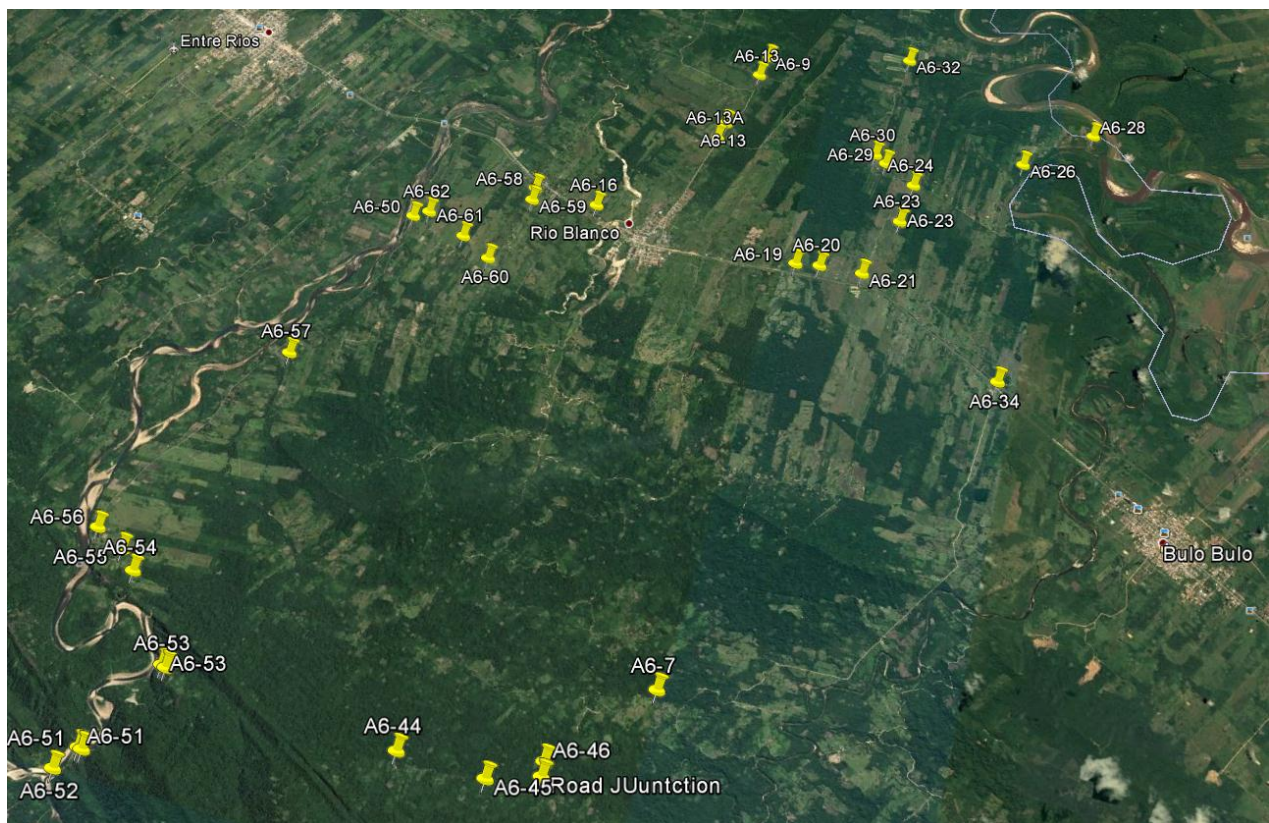 Entre Rios
A6-13
A6-9
A6-32
A6-13A
A6-13
A6-28
A6-30
A6-29
A6-24
A6-26
A6-58
A6-16
A6-62
A6-50
A6-59
A6-23
A6-23
A6-61
Rio Blanco
A6-60
A6-19
A6-20
A6-21
A6-57
A6-34
A6-56
A6-54
A6-55
Bulo Bulo
A6-53
A6-53
A6-7
A6-44
A6-51
A6-51
A6-46
A6-52
A6-45
Road JUuntction